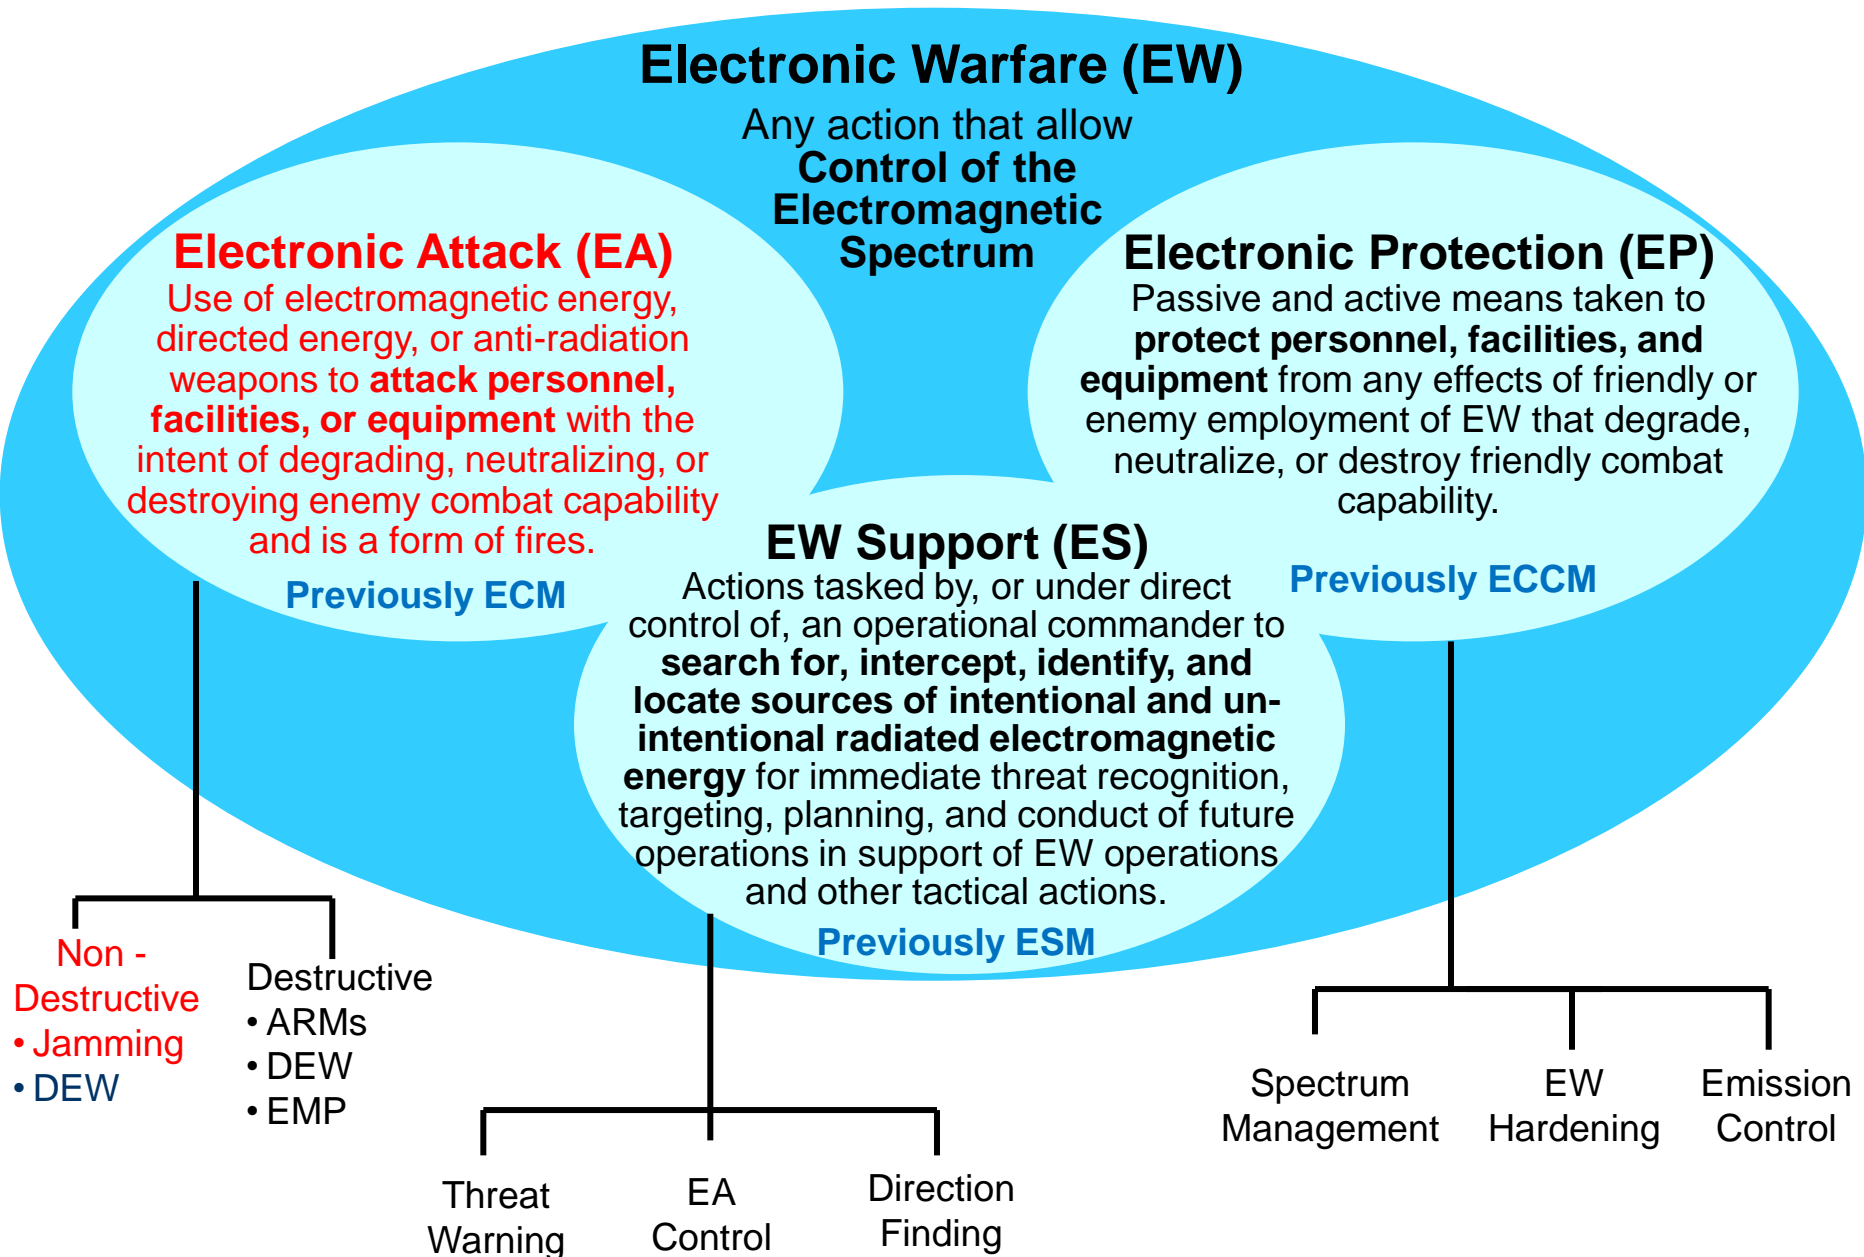 Electronic Warfare (EW)
Any action that allow
Control of the
Electromagnetic
Spectrum
Electronic Attack (EA)
Use of electromagnetic energy,
directed energy, or anti-radiation
weapons to attack personnel,
facilities, or equipment with the
intent of degrading, neutralizing, or
destroying enemy combat capability
and is a form of fires.
Previously ECM
Electronic Protection (EP)
Passive and active means taken to
protect personnel, facilities, and
equipment from any effects of friendly or
enemy employment of EW that degrade,
neutralize, or destroy friendly combat
capability.
Previously ECCM
EW Support (ES)
Actions tasked by, or under direct
control of, an operational commander to
search for, intercept, identify, and
locate sources of intentional and un-
intentional radiated electromagnetic
energy for immediate threat recognition,
targeting, planning, and conduct of future
operations in support of EW operations
and other tactical actions.
Previously ESM
Non -
Destructive
• Jamming
• DEW
Destructive
• ARMs
• DEW
• EMP
Threat
Warning
EA
Control
Direction
Finding
Spectrum
Management
EW
Hardening
Emission
Control